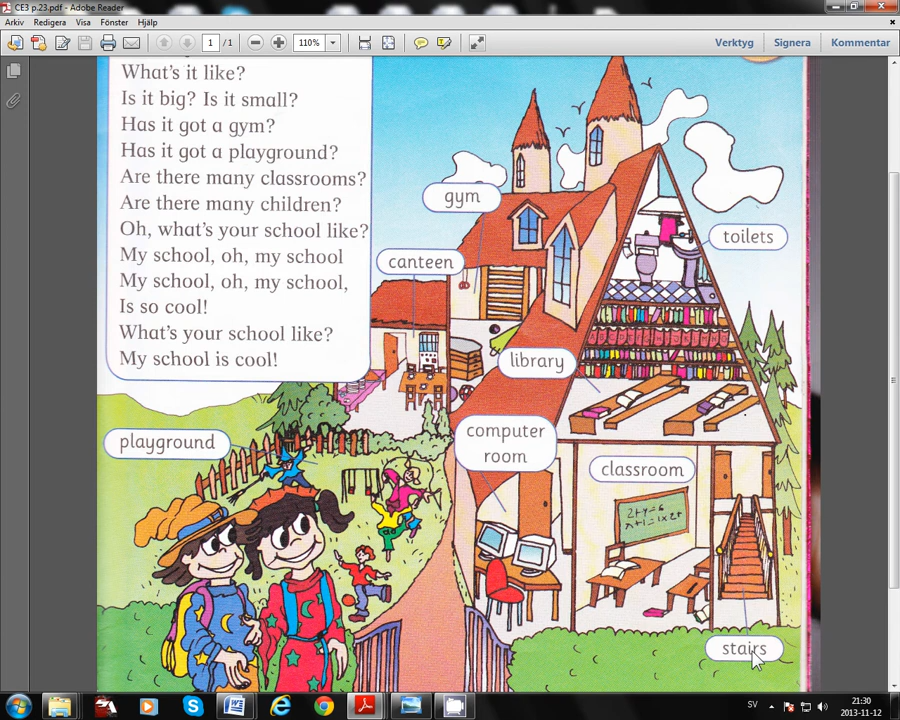 CE3 p.23.pdf - Adobe Reader
Arkiv Redigera Visa Fönster Hjälp
1 / 1 110% Verktyg Signera Kommentar
What's it like?
Is it big? Is it small?
Has it got a gym?
Has it got a playground?
Are there many classrooms?
Are there many children?
Oh, what's your school like?
My school, oh, my school
My school, oh, my school,
Is so cool!
What's your school like?
My school is cool!
gym
toilets
canteen
library
playground
computer
room
classroom
stairs
SV 21:30
2013-11-12